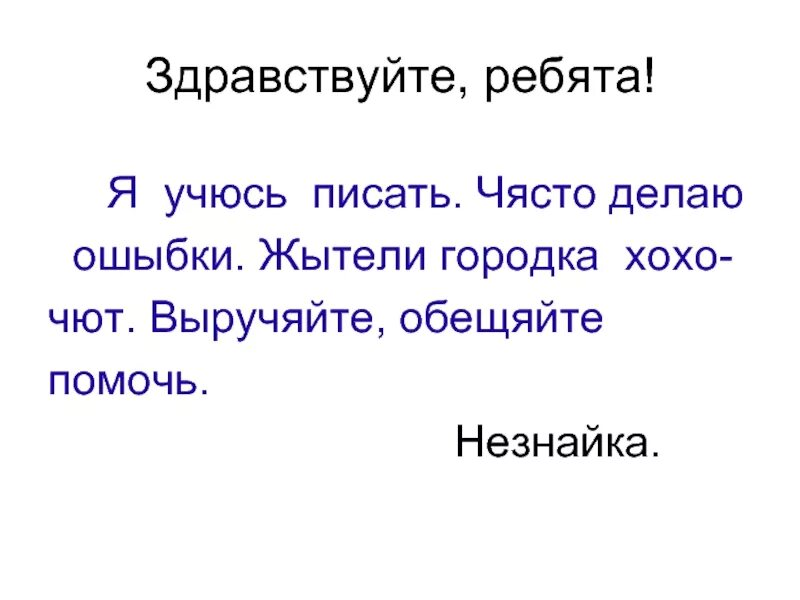 Здравствуйте, ребята!
Я учюсь писать. Чясто делаю
ошыбки. Жытели городка хохо-
чют. Выручяйте, обещяйте
помочь.
Незнайка.